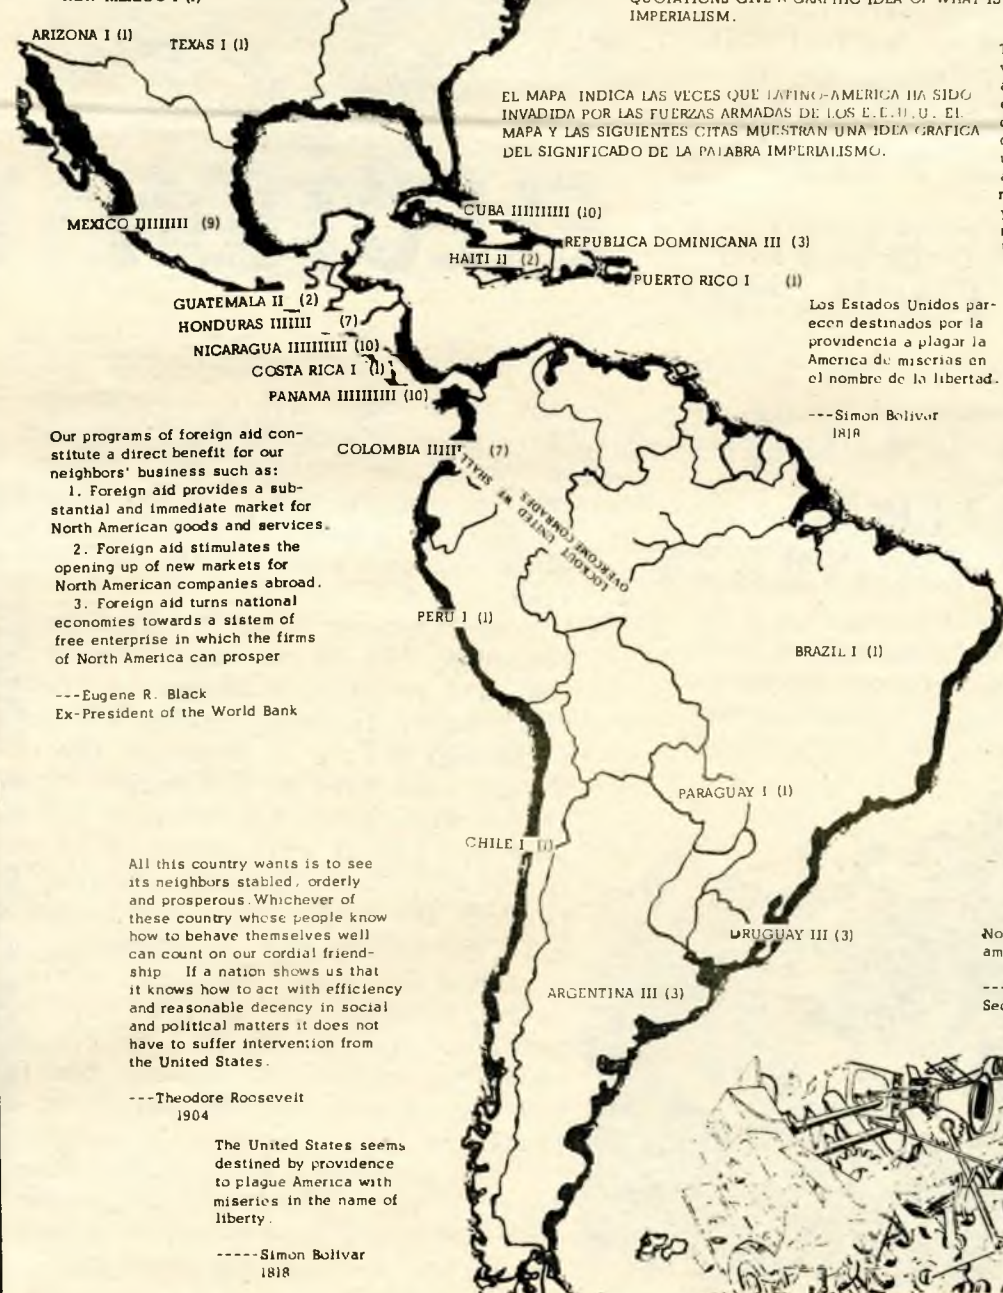 ARIZONA I (1)
TEXAS I (1)
IMPERIALISM.
EL MAPA INDICA LAS VECES QUE LATINO-AMERICA HA SIDO
INVADIDA POR LAS FUERZAS ARMADAS DE LOS E.E.U.U. EL
MAPA Y LAS SIGUIENTES CITAS MUESTRAN UNA IDEA GRAFICA
DEL SIGNIFICADO DE LA PALABRA IMPERIALISMO.
MEXICO IIIIIIIII (9)
CUBA IIIIIIIIII (10)
REPUBLICA DOMINICANA III (3)
HAITI II (2)
PUERTO RICO I (1)
GUATEMALA II (2)
HONDURAS IIIIIII (7)
NICARAGUA IIIIIIIIII (10)
COSTA RICA I (1)
PANAMA IIIIIIIIII (10)
Los Estados Unidos par-
ecen destinados por la
providencia a plagar la
America de miserias en
el nombre de la libertad.
---Simon Bolivar
1818
Our programs of foreign aid con-
stitute a direct benefit for our
neighbors' business such as:
1. Foreign aid provides a sub-
stantial and immediate market for
North American goods and services.
2. Foreign aid stimulates the
opening up of new markets for
North American companies abroad.
3. Foreign aid turns national
economies towards a sistem of
free enterprise in which the firms
of North America can prosper
---Eugene R. Black
Ex-President of the World Bank
COLOMBIA (7)
LOCKOUT UNITED WE SHALL
OVERCOME COMRADES
PERU I (1)
BRAZIL I (1)
PARAGUAY I (1)
CHILE I
URUGUAY III (3)
ARGENTINA III (3)
All this country wants is to see
its neighbors stabled, orderly
and prosperous.Whichever of
these country whose people know
how to behave themselves well
can count on our cordial friend-
ship If a nation shows us that
it knows how to act with efficiency
and reasonable decency in social
and political matters it does not
have to suffer intervention from
the United States.
---Theodore Roosevelt
1904
The United States seems
destined by providence
to plague America with
miseries in the name of
liberty.
-----Simon Bolivar
1818